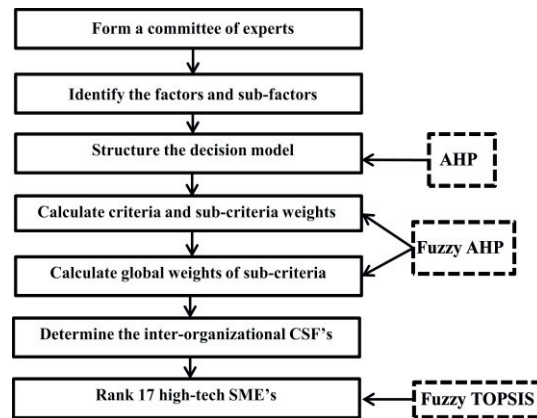 Form a committee of experts
Identify the factors and sub-factors
Structure the decision model
AHP
Calculate criteria and sub-criteria weights
Fuzzy AHP
Calculate global weights of sub-criteria
Determine the inter-organizational CSF's
Rank 17 high-tech SME's
Fuzzy TOPSIS